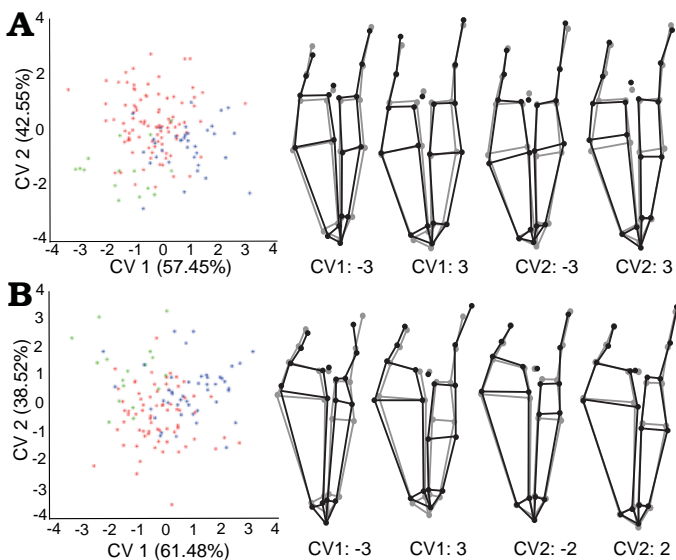 A
4
2
0
-2
-4
CV 2 (42.55%)
-4 -3 -2 -1 0 1 2 3 4
CV 1 (57.45%)
CV1: -3 CV1: 3 CV2: -3 CV2: 3
B
4
3
2
1
0
-1
-2
-3
-4
CV 2 (38.52%)
-4 -3 -2 -1 0 1 2 3 4
CV 1 (61.48%)
CV1: -3 CV1: 3 CV2: -2 CV2: 2